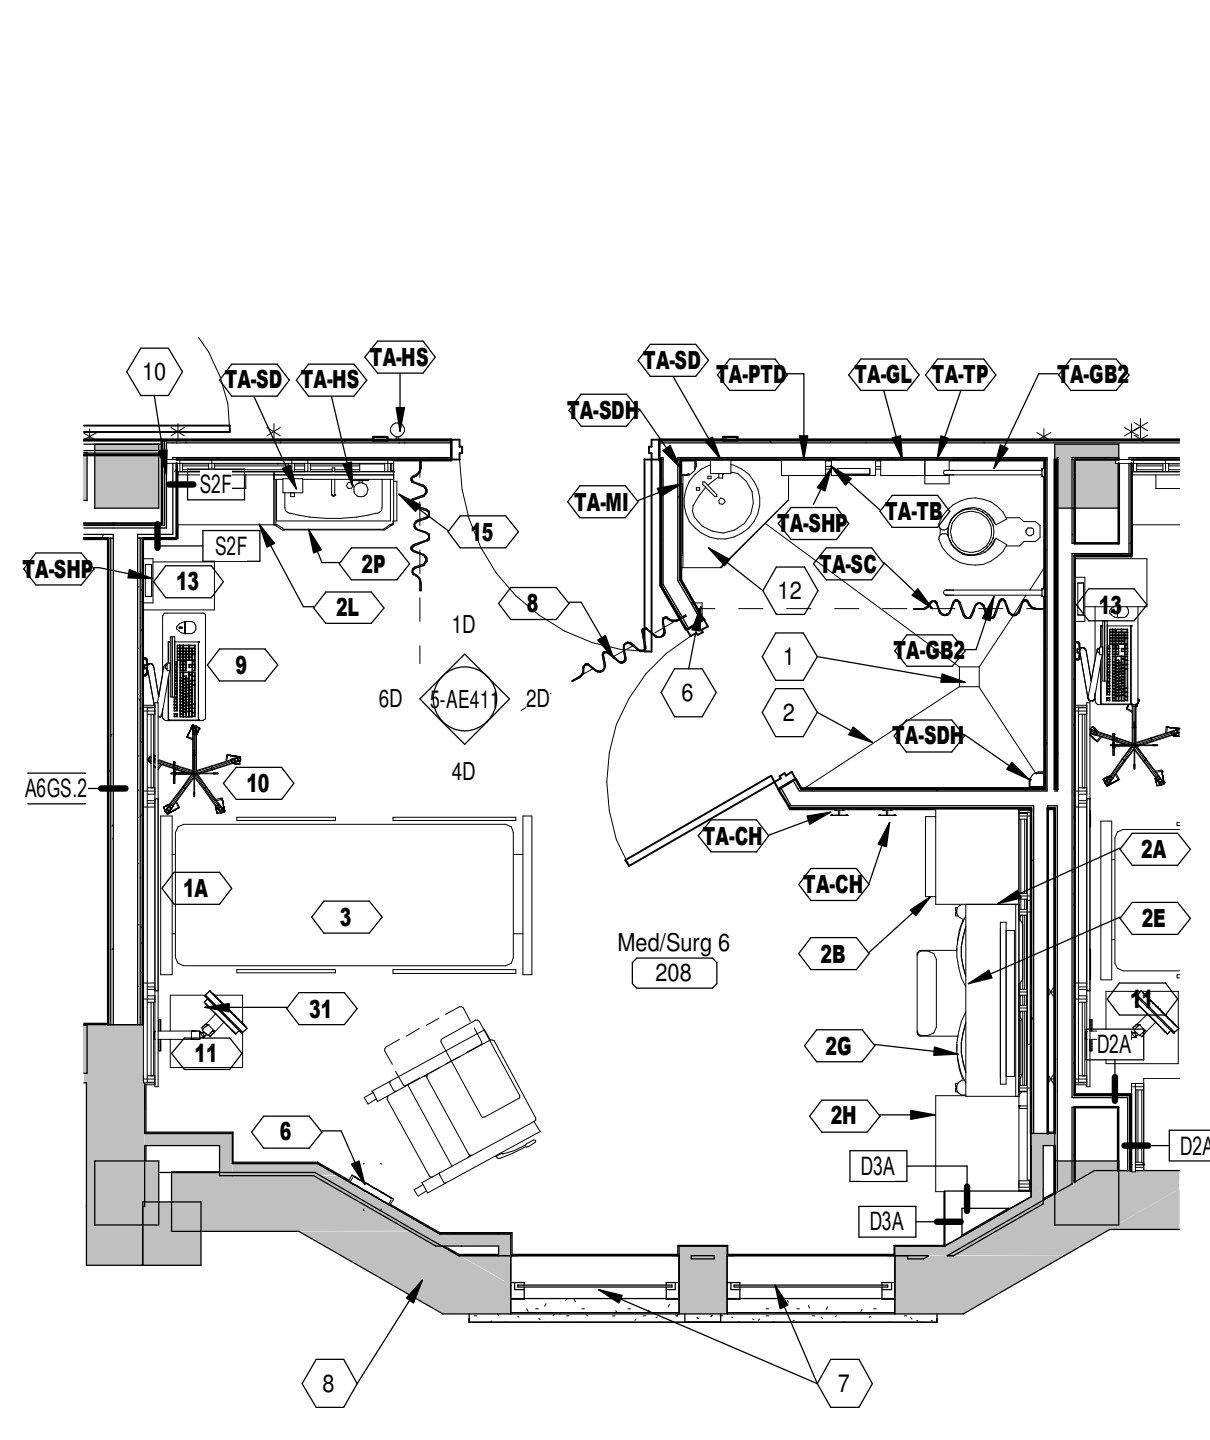 TA-HS
TA-SD
10
TA-SD
TA-HS
TA-PTD
TA-GL
TA-TP
TA-GB2
TA-SDH
S2F
TA-MI
15
TA-SHP
TA-TB
S2F
2P
TA-SHP
13
TA-SC
12
2L
8
13
1D
TA-GB2
9
1
6D
5-AE411
2D
6
2
TA-SDH
4D
10
A6GS.2
TA-CH
2A
1A
TA-CH
3
2E
Med/Surg 6
2B
208
31
11
11
2G
D2A
2H
6
D2A
D3A
D3A
8
7